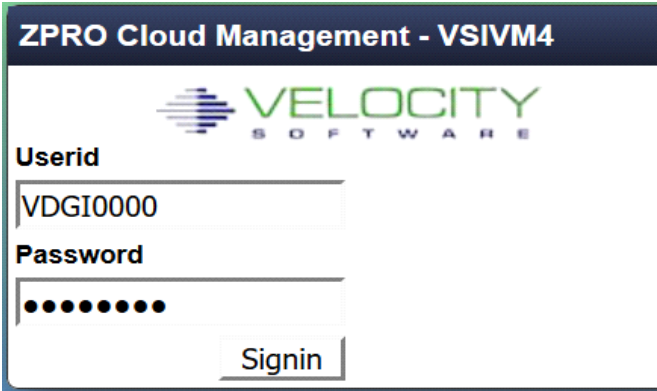 ZPRO Cloud Management - VSIVM4
VELOCITY
SOFTWARE
Userid
VDGI0000
Password
••••••••
Signin